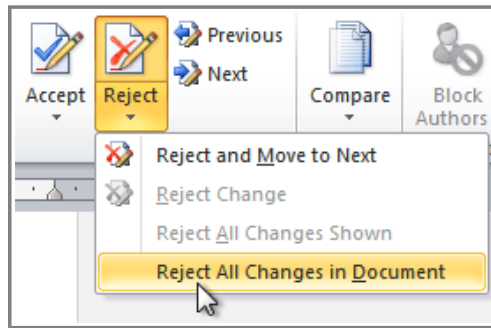 Previous
Next
Accept
Reject
Compare
Block
Authors
Reject and Move to Next
Reject Change
Reject All Changes Shown
Reject All Changes in Document